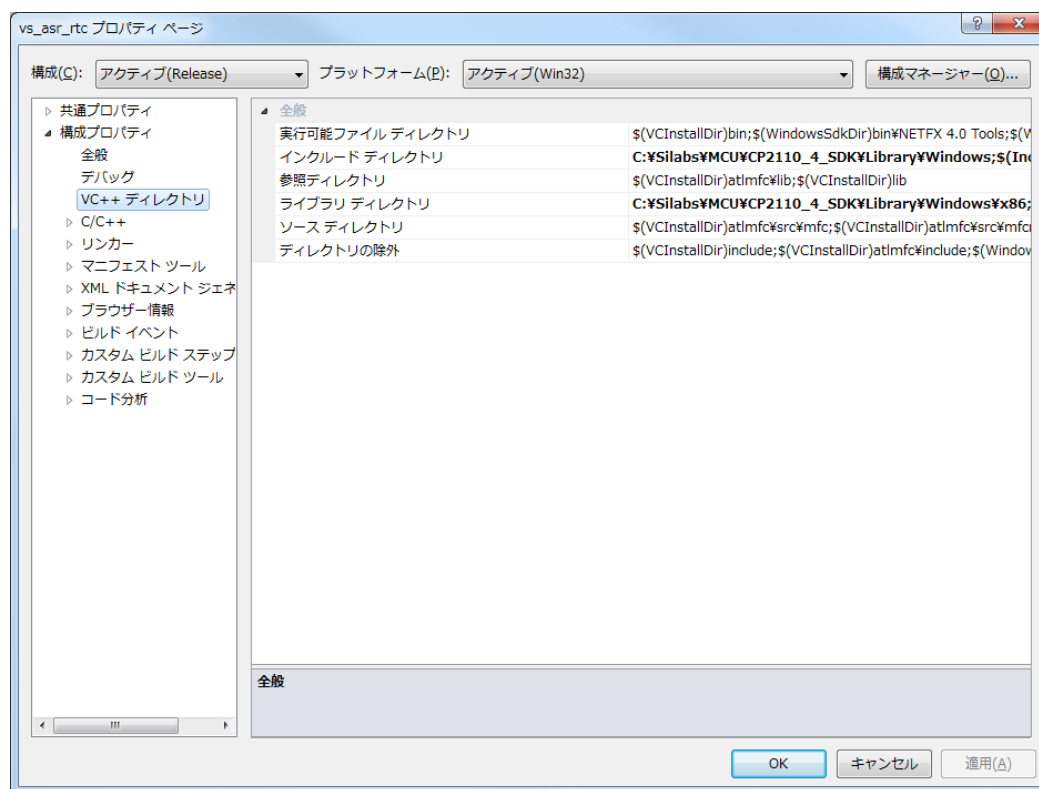 vs_asr_rtc プロパティ ページ
構成(C): アクティブ(Release) プラットフォーム(P): アクティブ(Win32) 構成マネージャー(O)...
共通プロパティ
構成プロパティ
全般
デバッグ
VC++ ディレクトリ
C/C++
リンカー
マニフェスト ツール
XML ドキュメント ジェネ
ブラウザー情報
ビルド イベント
カスタム ビルド ステップ
カスタム ビルド ツール
コード分析
全般
実行可能ファイル ディレクトリ $(VCInstallDir)bin;$(WindowsSdkDir)bin¥NETFX 4.0 Tools;$(W
インクルード ディレクトリ C:¥Silabs¥MCU¥CP2110_4_SDK¥Library¥Windows;$(Inc
参照ディレクトリ $(VCInstallDir)atlmfc¥lib;$(VCInstallDir)lib
ライブラリ ディレクトリ C:¥Silabs¥MCU¥CP2110_4_SDK¥Library¥Windows¥x86;
ソース ディレクトリ $(VCInstallDir)atlmfc¥src¥mfc;$(VCInstallDir)atlmfc¥src¥mfc
ディレクトリの除外 $(VCInstallDir)include;$(VCInstallDir)atlmfc¥include;$(Window
全般
OK キャンセル 適用(A)